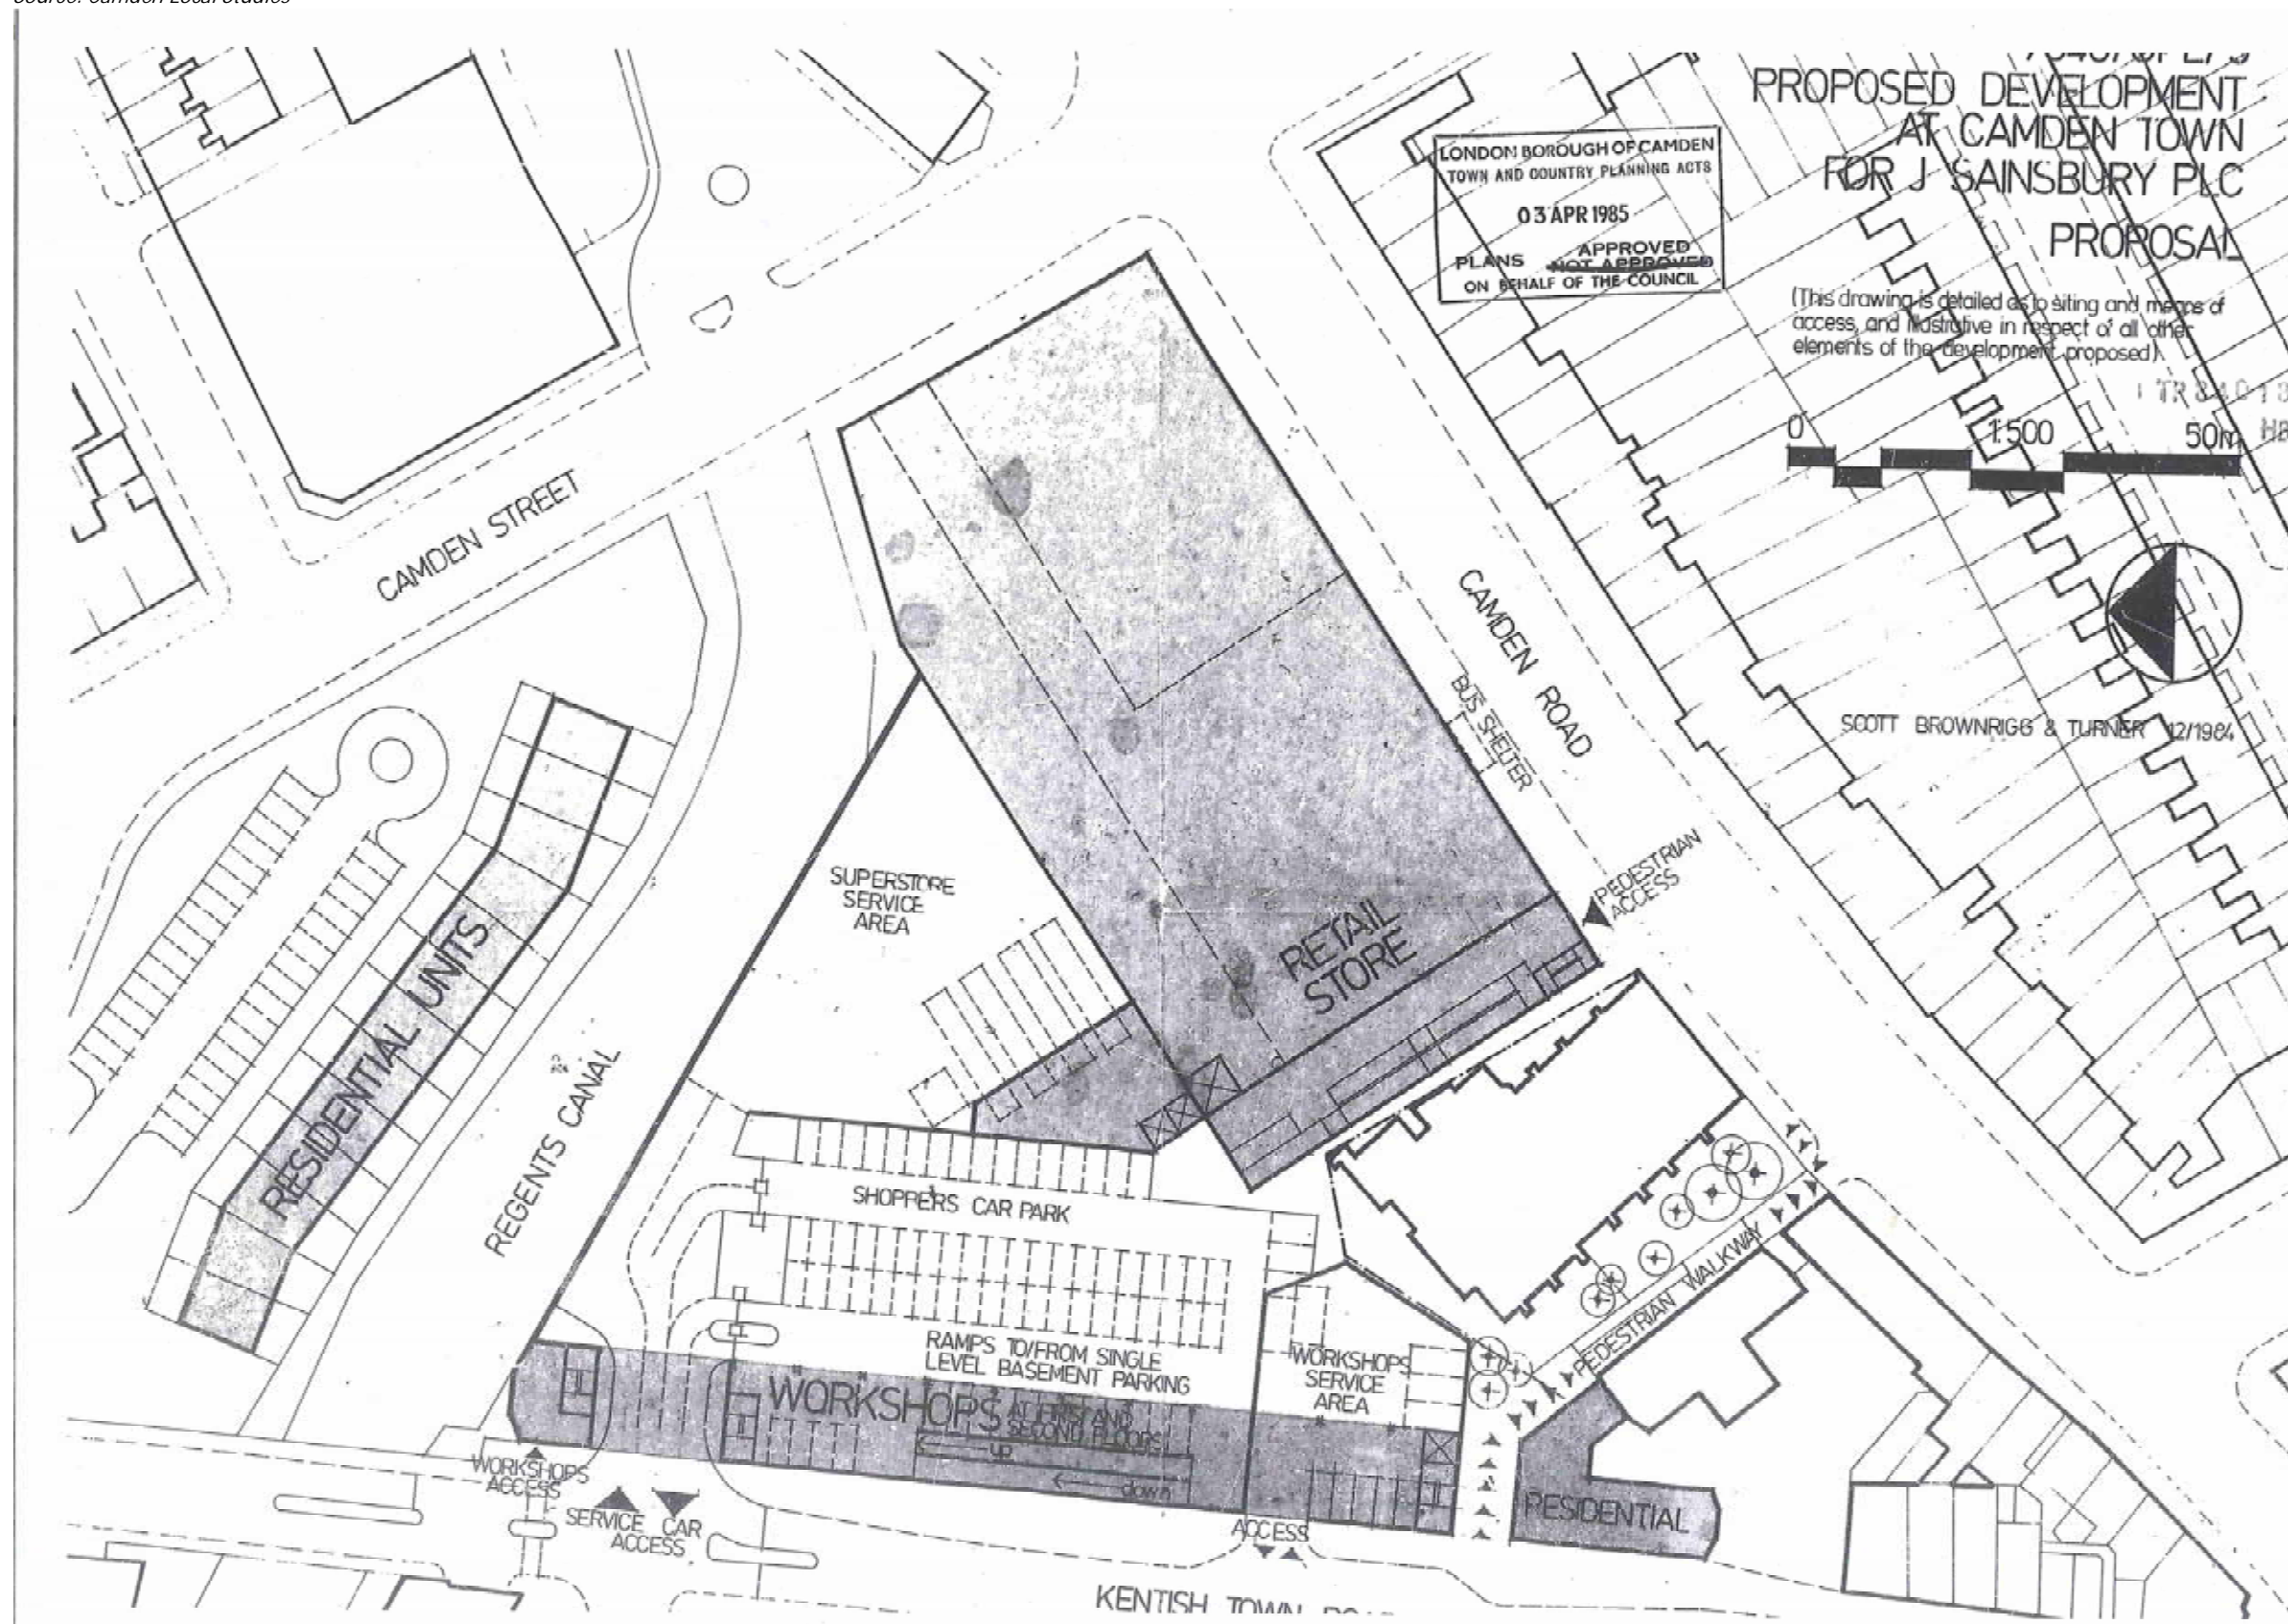 Source: Camden Local Studies
PROPOSED DEVELOPMENT
AT CAMDEN TOWN
FOR J SAINSBURY PLC
PROPOSAL
(This drawing is detailed as to siting and means of
access, and illustrative in respect of all other
elements of the development proposed).
LONDON BOROUGH OF CAMDEN
TOWN AND COUNTRY PLANNING ACTS
03 APR 1985
APPROVED
PLANS NOT APPROVED
ON BEHALF OF THE COUNCIL
0 1:500 50m
SCOTT BROWNRIGG & TURNER 12/1984
CAMDEN STREET
CAMDEN ROAD
BUS SHELTER
PEDESTRIAN
ACCESS
RETAIL
STORE
SUPERSTORE
SERVICE
AREA
RESIDENTIAL UNITS
REGENTS CANAL
SHOPPERS CAR PARK
RAMPS TO/FROM SINGLE
LEVEL BASEMENT PARKING
WORKSHOPS AT FIRST AND
SECOND FLOORS
up
down
WORKSHOPS
SERVICE
AREA
PEDESTRIAN WALKWAY
RESIDENTIAL
WORKSHOPS
ACCESS
SERVICE CAR
ACCESS
ACCESS
KENTISH TOWN